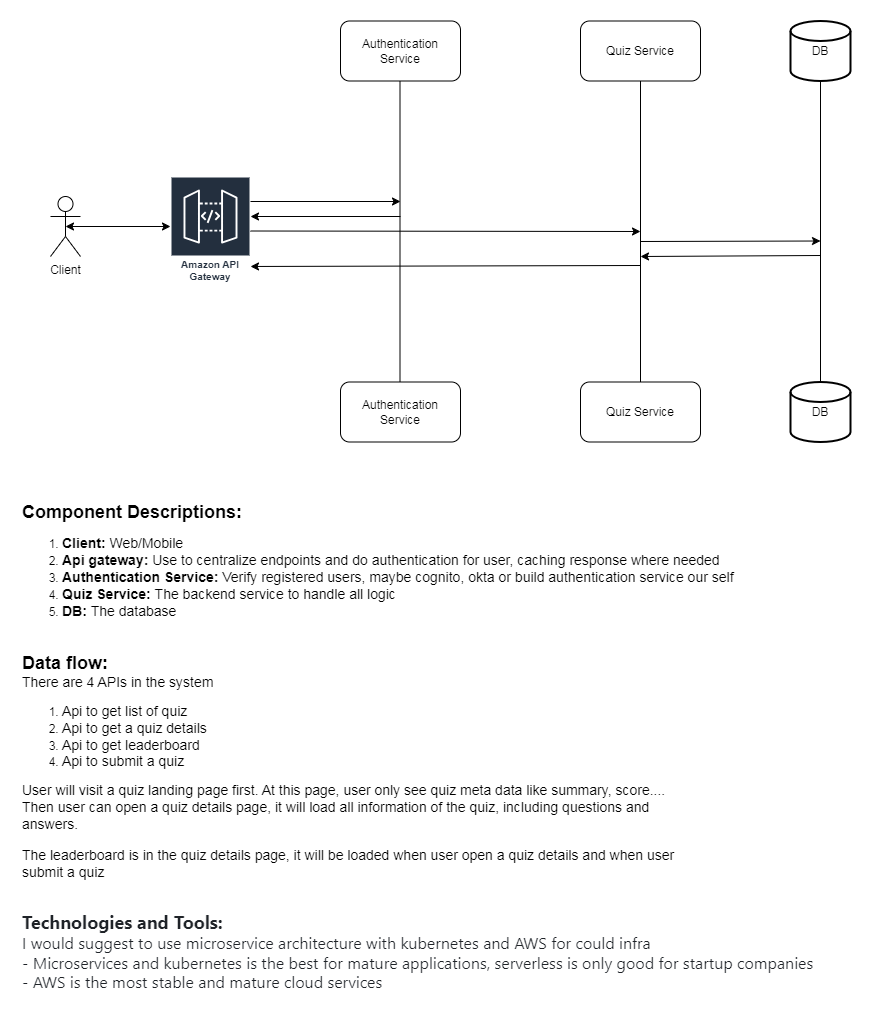 Authentication
Service
Quiz Service
DB
Client
Amazon API
Gateway
Authentication
Service
Quiz Service
DB
Component Descriptions:
1. Client: Web/Mobile
2. Api gateway: Use to centralize endpoints and do authentication for user, caching response where needed
3. Authentication Service: Verify registered users, maybe cognito, okta or build authentication service our self
4. Quiz Service: The backend service to handle all logic
5. DB: The database
Data flow:
There are 4 APIs in the system
1. Api to get list of quiz
2. Api to get a quiz details
3. Api to get leaderboard
4. Api to submit a quiz
User will visit a quiz landing page first. At this page, user only see quiz meta data like summary, score....
Then user can open a quiz details page, it will load all information of the quiz, including questions and
answers.
The leaderboard is in the quiz details page, it will be loaded when user open a quiz details and when user
submit a quiz
Technologies and Tools:
I would suggest to use microservice architecture with kubernetes and AWS for could infra
- Microservices and kubernetes is the best for mature applications, serverless is only good for startup companies
- AWS is the most stable and mature cloud services